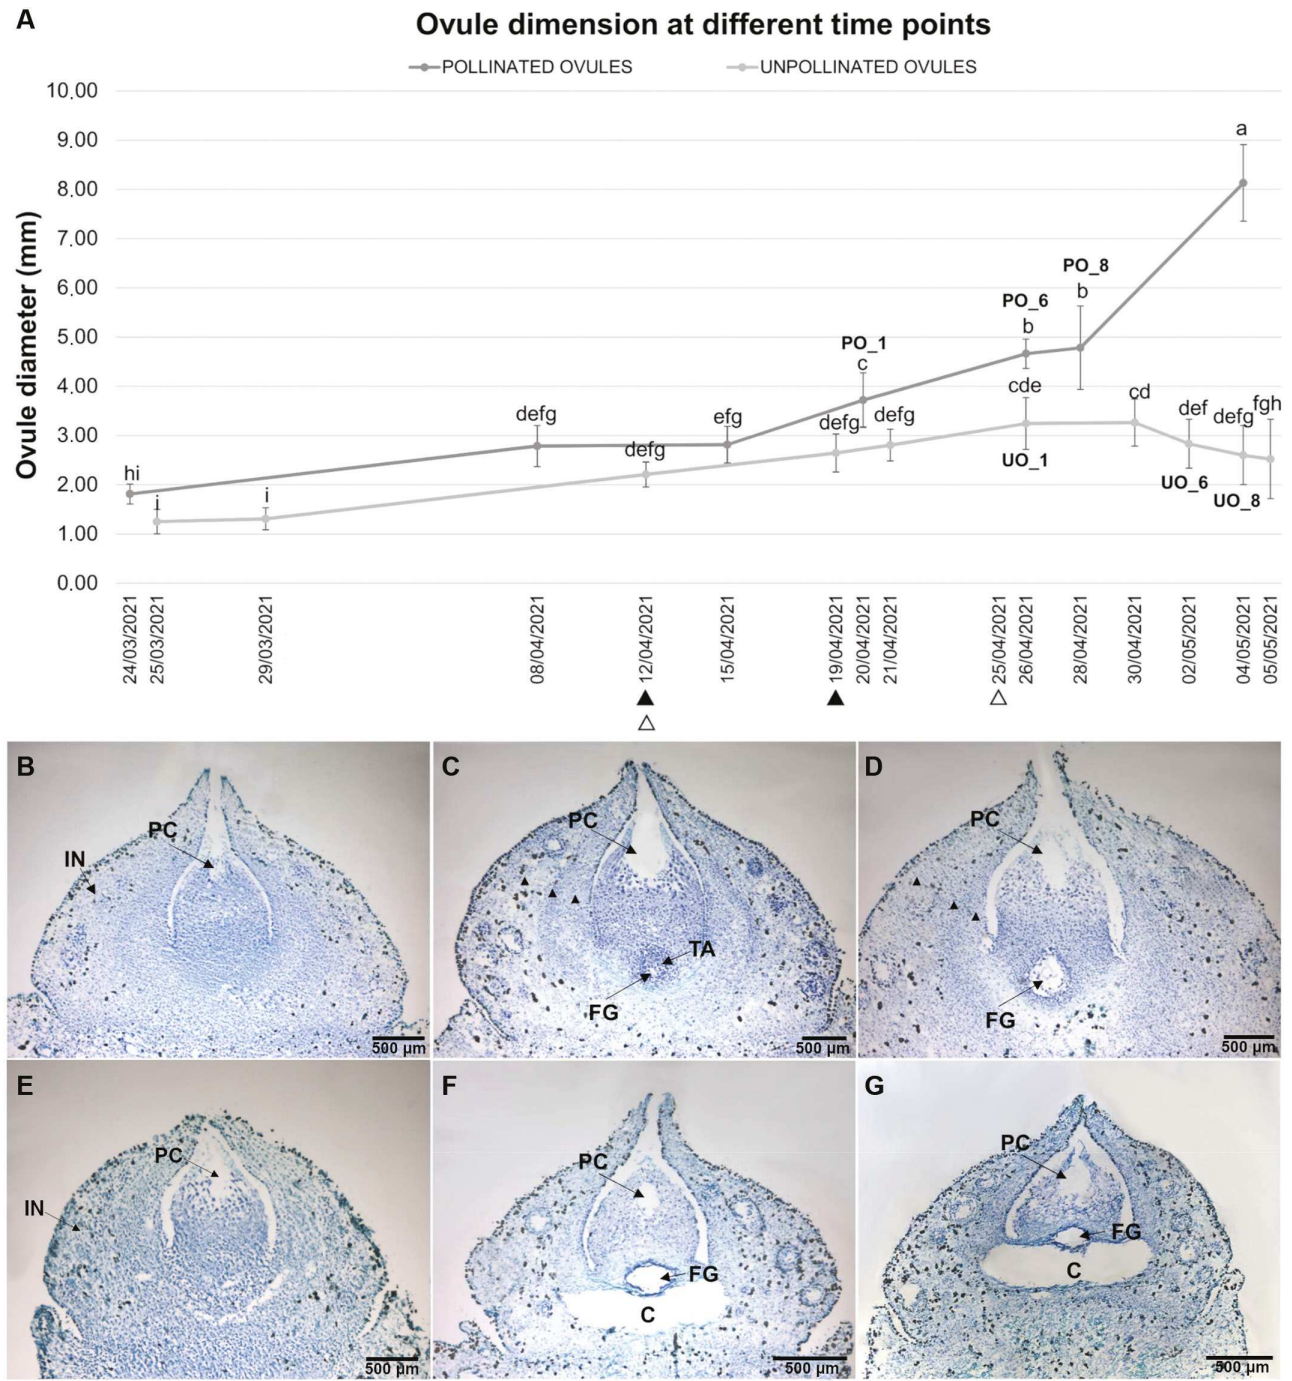 A
Ovule dimension at different time points
POLLINATED OVULES UNPOLLINATED OVULES
Ovule diameter (mm)
10.00
9.00
8.00
7.00
6.00
5.00
4.00
3.00
2.00
1.00
0.00
hi
i
i
defg
defg
efg
defg
PO_1
c
defg
PO_6
b
cde
UO_1
PO_8
b
cd
def
UO_6
a
defg
UO_8
fgh
24/03/2021
25/03/2021
29/03/2021
08/04/2021
12/04/2021
15/04/2021
19/04/2021
20/04/2021
21/04/2021
25/04/2021
26/04/2021
28/04/2021
30/04/2021
02/05/2021
04/05/2021
05/05/2021
B
PC
IN
500 µm
C
PC
TA
FG
500 µm
D
PC
FG
500 µm
E
PC
IN
500 µm
F
PC
FG
C
500 µm
G
PC
FG
C
500 µm